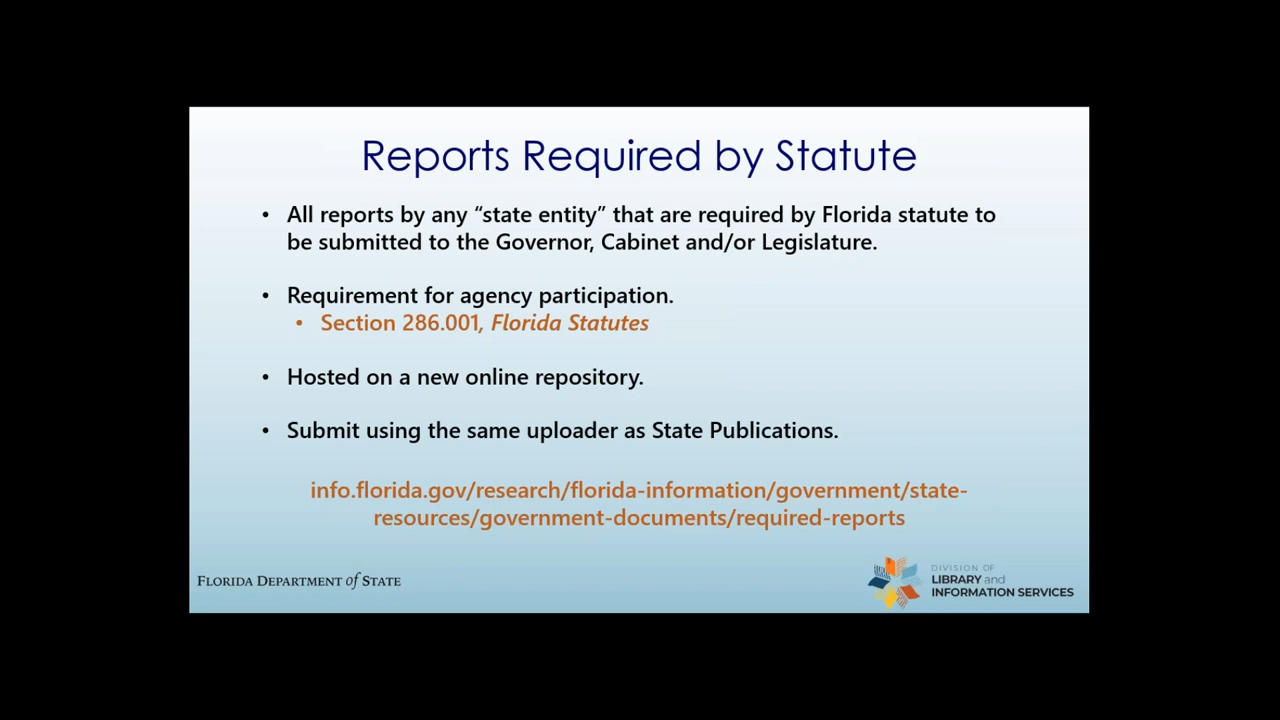 Reports Required by Statute
• All reports by any “state entity” that are required by Florida statute to
be submitted to the Governor, Cabinet and/or Legislature.
• Requirement for agency participation.
• Section 286.001, Florida Statutes
• Hosted on a new online repository.
• Submit using the same uploader as State Publications.
info.florida.gov/research/florida-information/government/state-
resources/government-documents/required-reports
FLORIDA DEPARTMENT of STATE
DIVISION OF
LIBRARY and
INFORMATION SERVICES